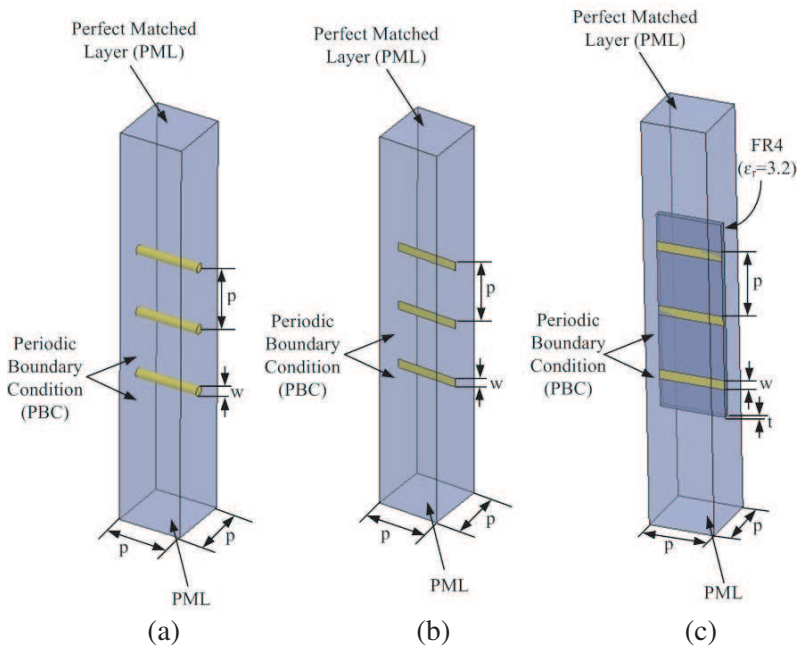 Perfect Matched
Layer (PML)
p
Periodic
Boundary
Condition
(PBC)
w
p
p
PML
(a)
Perfect Matched
Layer (PML)
p
Periodic
Boundary
Condition
(PBC)
w
p
p
PML
(b)
Perfect Matched
Layer (PML)
FR4
(εr=3.2)
p
Periodic
Boundary
Condition
(PBC)
w
t
p
p
PML
(c)